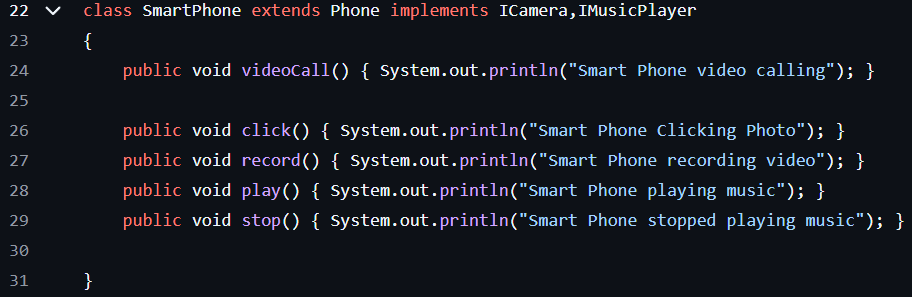 22 class SmartPhone extends Phone implements ICamera,IMusicPlayer
23 {
24 public void videoCall() { System.out.println("Smart Phone video calling"); }
25
26 public void click() { System.out.println("Smart Phone Clicking Photo"); }
27 public void record() { System.out.println("Smart Phone recording video"); }
28 public void play() { System.out.println("Smart Phone playing music"); }
29 public void stop() { System.out.println("Smart Phone stopped playing music"); }
30
31 }